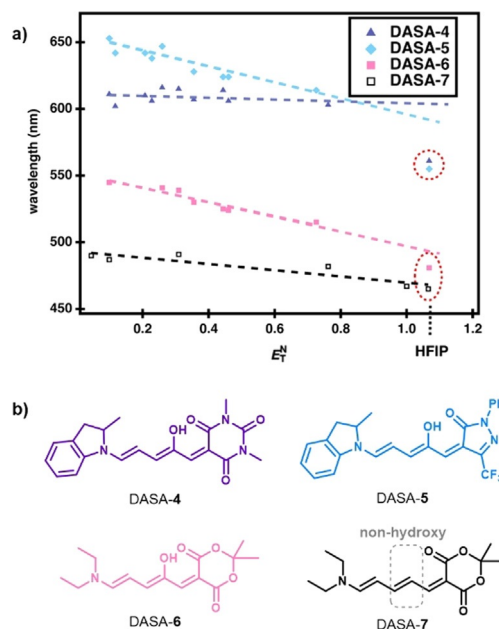 a)
DASA-4
DASA-5
DASA-6
DASA-7
wavelength (nm)
650
600
550
500
450
0.2
0.4
0.6
0.8
1.0
1.2
E_T^N
HFIP
b)
OH
N
O
N
O
N
O
DASA-4
OH
N
O
N
N
CF3
DASA-5
OH
N
O
O
O
O
DASA-6
non-hydroxy
N
O
O
O
O
DASA-7